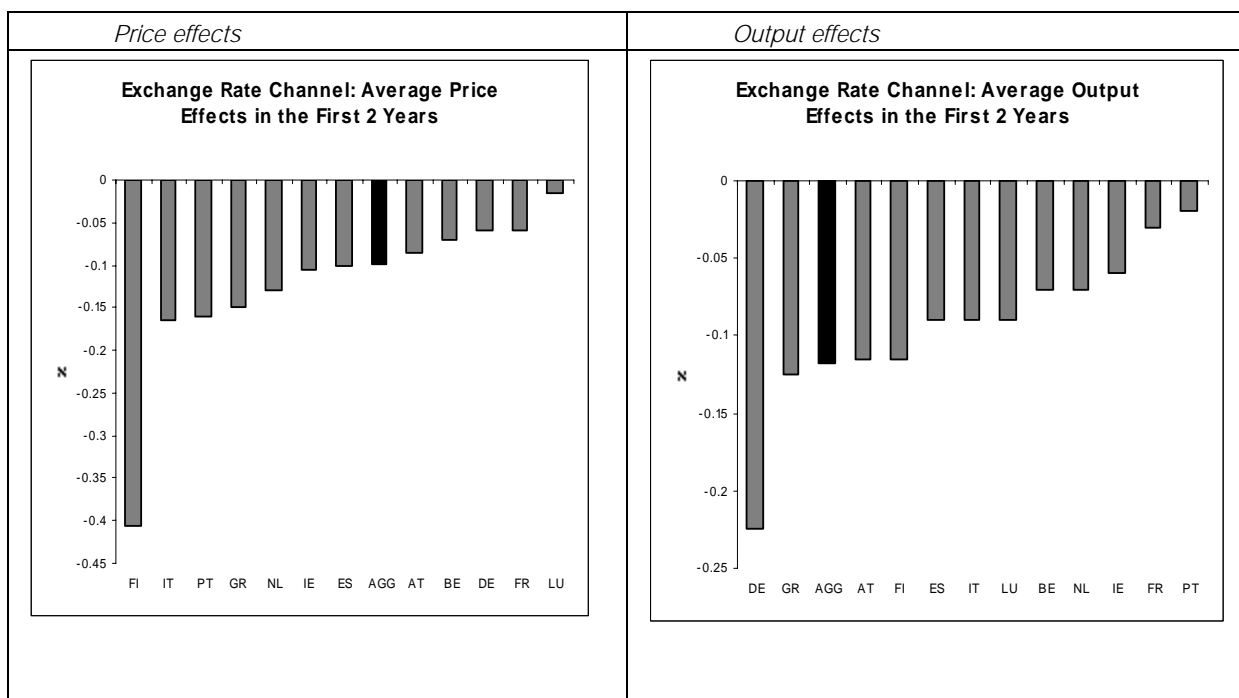 Price effects
Output effects
Exchange Rate Channel: Average Price
Effects in the First 2 Years
0
-0.05
-0.1
-0.15
-0.2
-0.25
-0.3
-0.35
-0.4
-0.45
%
FI IT PT GR NL IE ES AGG AT BE DE FR LU
Exchange Rate Channel: Average Output
Effects in the First 2 Years
0
-0.05
-0.1
-0.15
-0.2
-0.25
%
DE GR AGG AT FI ES IT LU BE NL IE FR PT